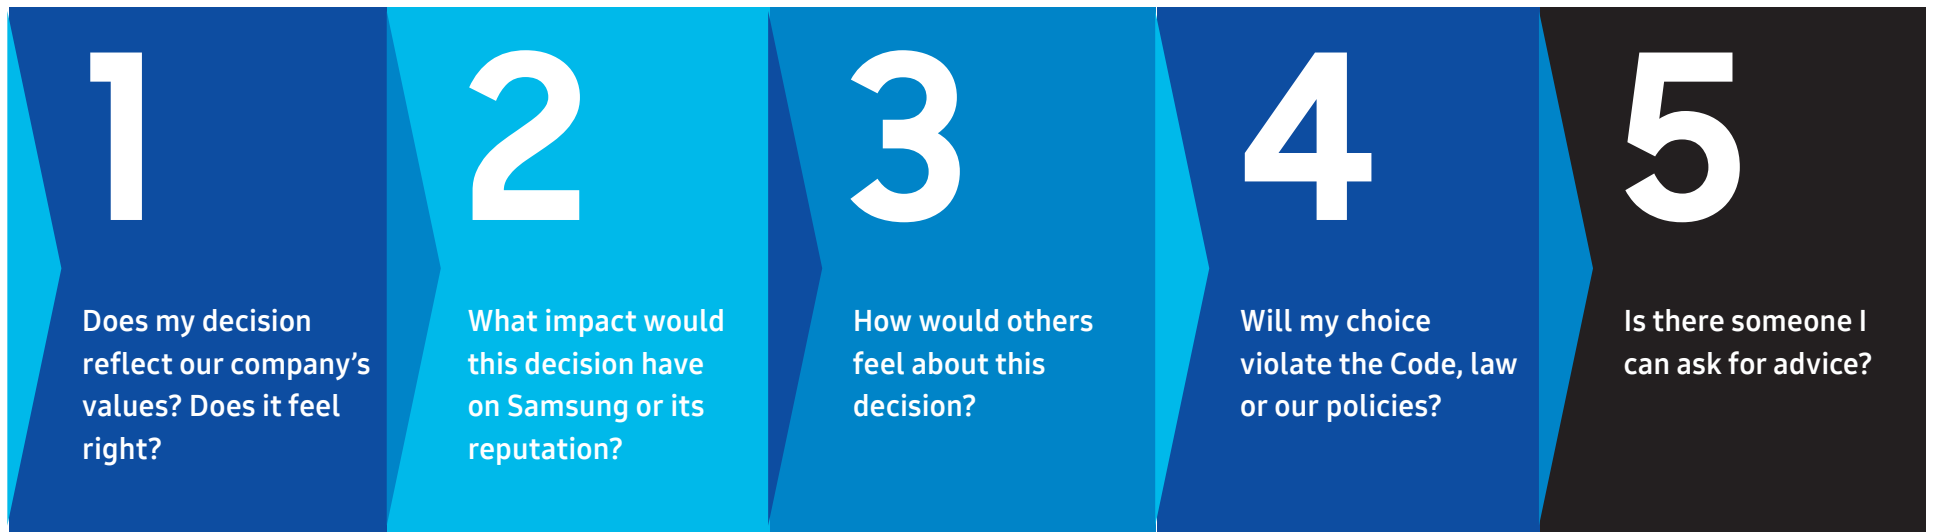 1
Does my decision
reflect our company's
values? Does it feel
right?
2
What impact would
this decision have
on Samsung or its
reputation?
3
How would others
feel about this
decision?
4
Will my choice
violate the Code, law
or our policies?
5
Is there someone I
can ask for advice?